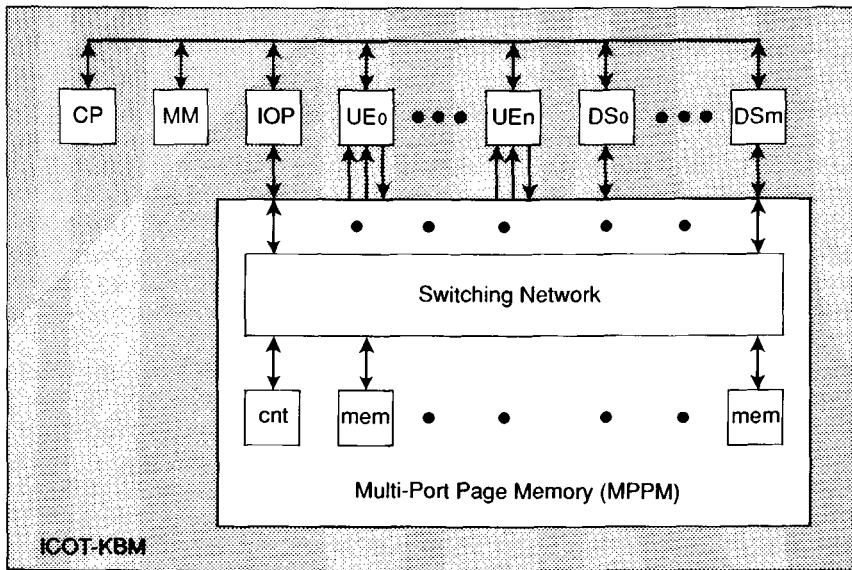 CP
MM
IOP
UE0
UEn
DS0
DSm
Switching Network
cnt
mem
mem
Multi-Port Page Memory (MPPM)
ICOT-KBM